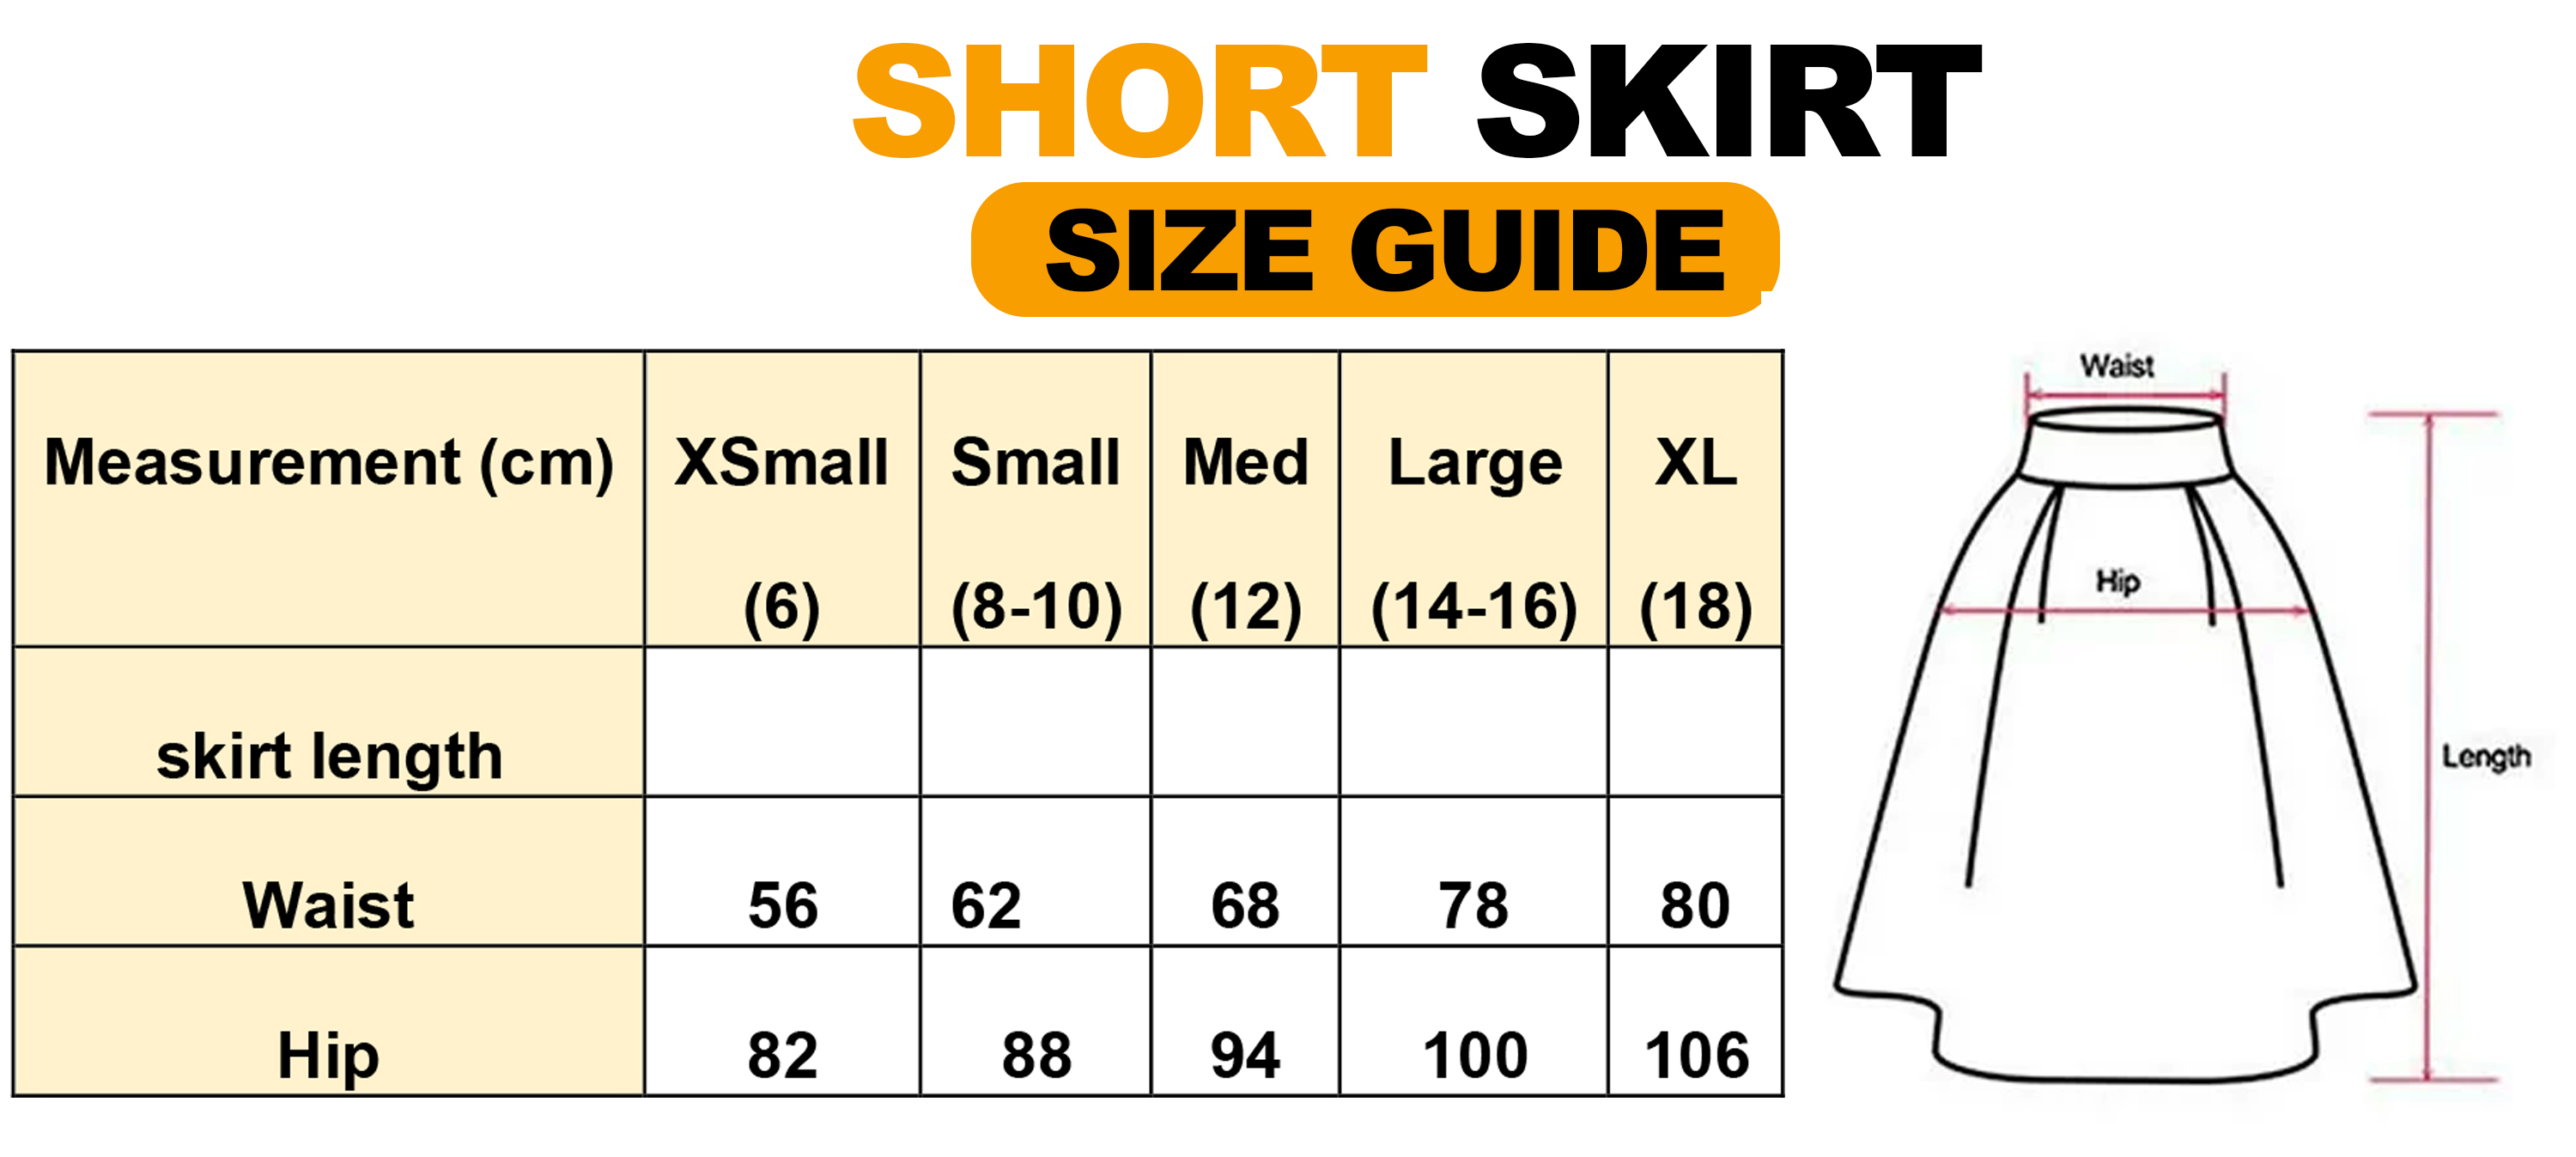 SHORT SKIRT
SIZE GUIDE
Measurement (cm) XSmall Small Med Large XL
(6) (8-10) (12) (14-16) (18)
skirt length
Waist 56 62 68 78 80
Hip 82 88 94 100 106
Waist
Hip
Length